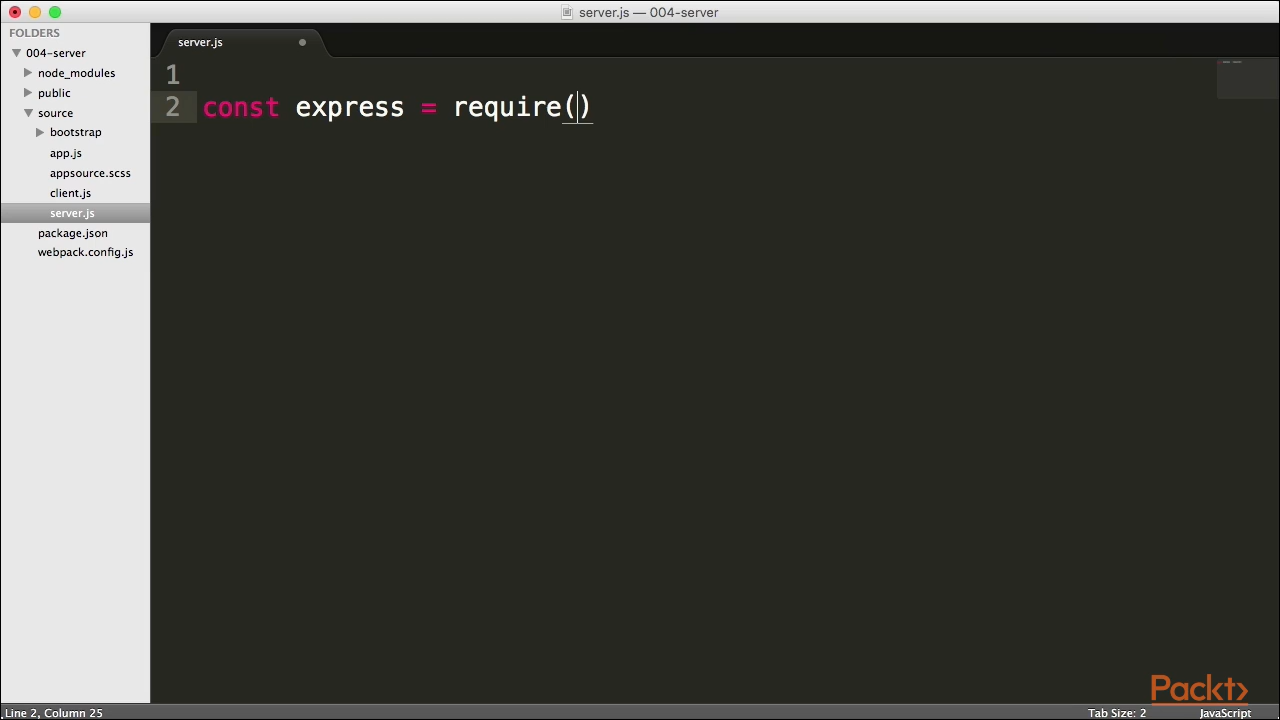 server.js — 004-server
FOLDERS
004-server
node_modules
public
source
bootstrap
app.js
appsource.scss
client.js
server.js
package.json
webpack.config.js
server.js
1
2 const express = require()
Packt
Line 2, Column 25
Tab Size: 2
JavaScript